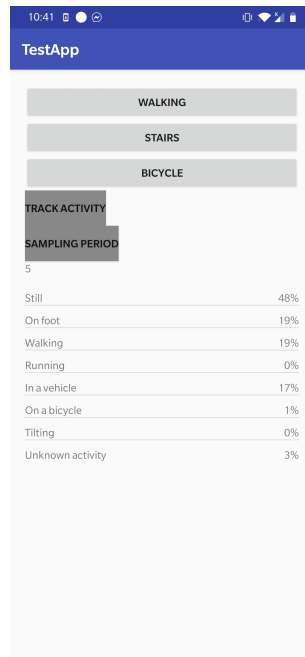 10:41
TestApp
WALKING
STAIRS
BICYCLE
TRACK ACTIVITY
SAMPLING PERIOD
5
Still 48%
On foot 19%
Walking 19%
Running 0%
In a vehicle 17%
On a bicycle 1%
Tilting 0%
Unknown activity 3%